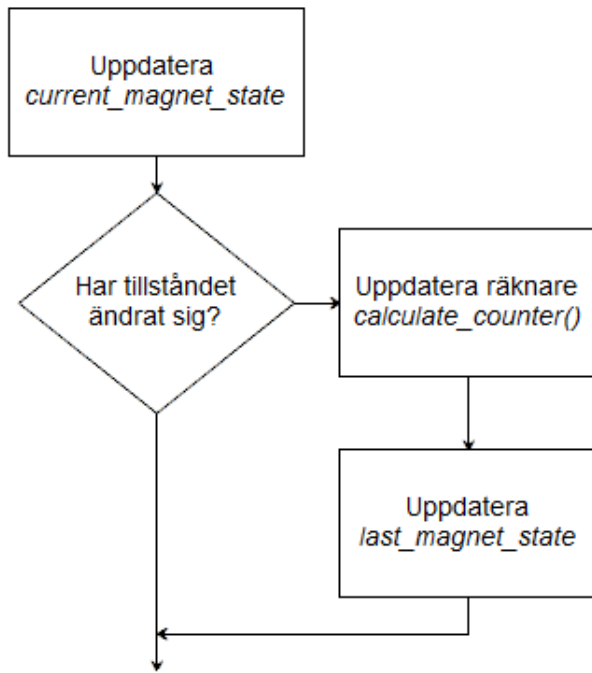 Uppdatera
current_magnet_state
Har tillståndet
ändrat sig?
Uppdatera räknare
calculate_counter()
Uppdatera
last_magnet_state